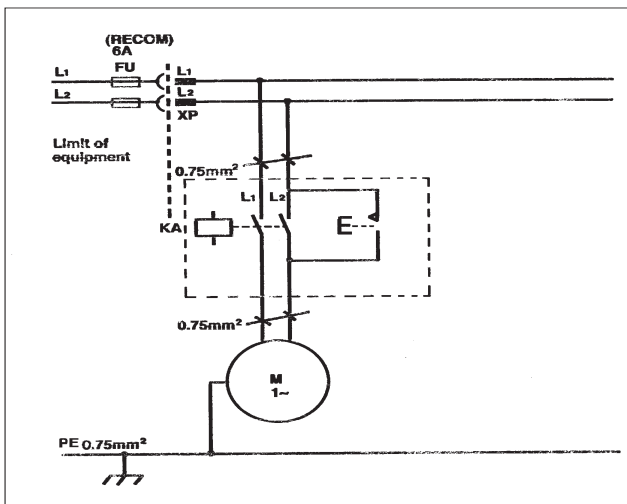 (RECOM)
6A
FU
L1 L1
L2 L2
XP
Limit of
equipment
0.75mm²
L1 L2
KA E
0.75mm²
M
1~
PE 0.75mm²